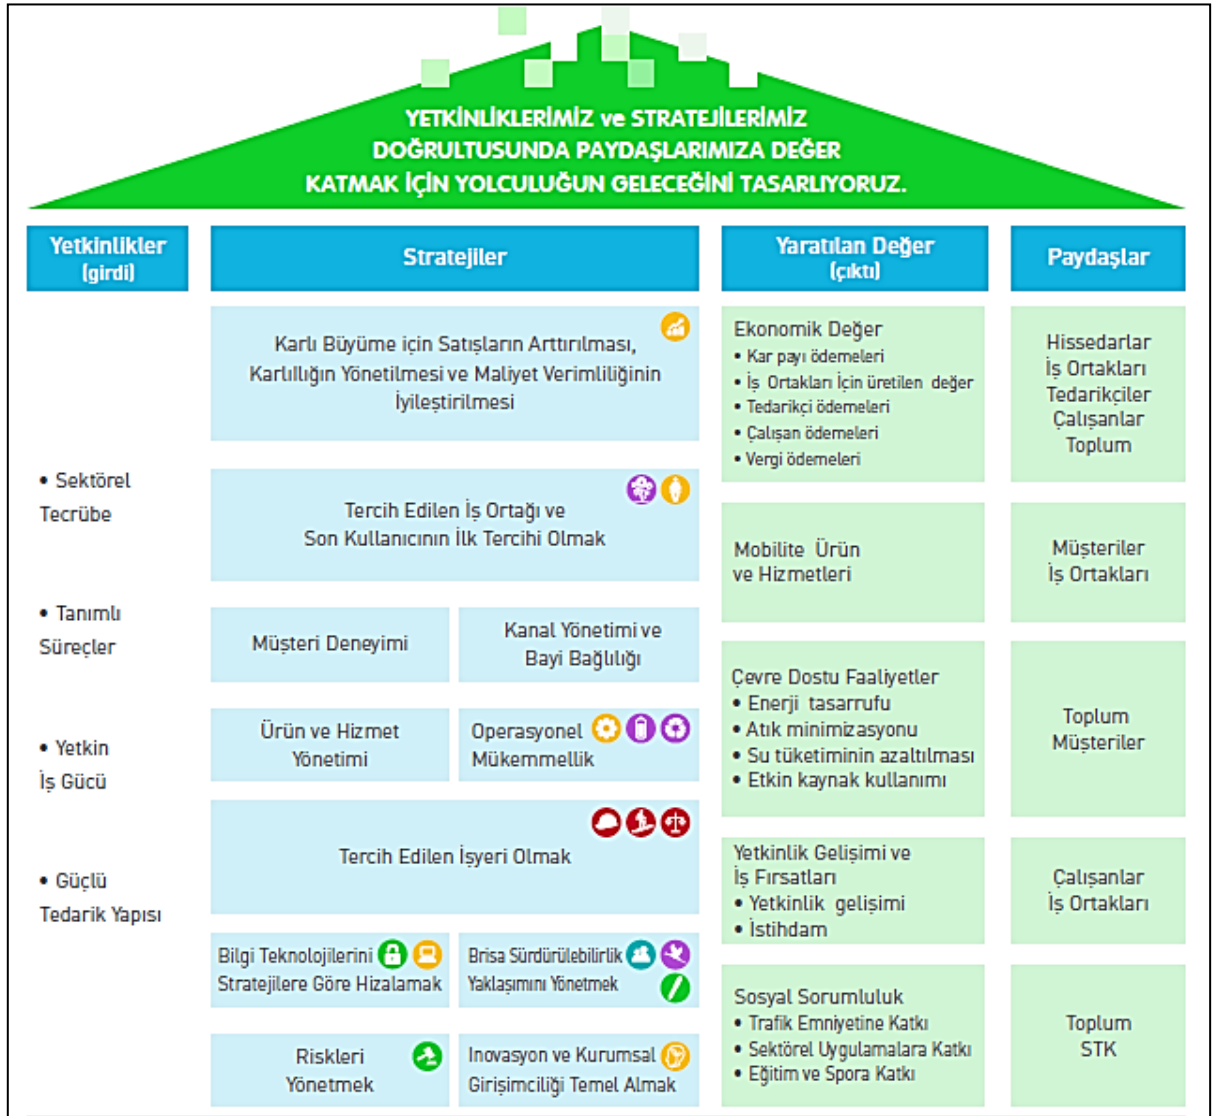 YETKİNLİKLERİMİZ ve STRATEJİLERİMİZ
DOĞRULTUSUNDA PAYDAŞLARIMIZA DEĞER
KATMAK İÇİN YOLCULUĞUN GELECEĞİNİ TASARLIYORUZ.
Yetkinlikler
(girdi)
• Sektörel
Tecrübe
• Tanımlı
Süreçler
• Yetkin
İş Gücü
• Güçlü
Tedarik Yapısı
Stratejiler
Karlı Büyüme için Satışların Arttırılması,
Karlıllığın Yönetilmesi ve Maliyet Verimliliğinin
İyileştirilmesi
Tercih Edilen İş Ortağı ve
Son Kullanıcının İlk Tercihi Olmak
Müşteri Deneyimi
Kanal Yönetimi ve
Bayi Bağlılığı
Ürün ve Hizmet
Yönetimi
Operasyonel
Mükemmellik
Tercih Edilen İşyeri Olmak
Bilgi Teknolojilerini
Stratejilere Göre Hizalamak
Brisa Sürdürülebilirlik
Yaklaşımını Yönetmek
Riskleri
Yönetmek
İnovasyon ve Kurumsal
Girişimciliği Temel Almak
Yaratılan Değer
(çıktı)
Ekonomik Değer
• Kar payı ödemeleri
• İş Ortakları İçin üretilen değer
• Tedarikçi ödemeleri
• Çalışan ödemeleri
• Vergi ödemeleri
Mobilite Ürün
ve Hizmetleri
Çevre Dostu Faaliyetler
• Enerji tasarrufu
• Atık minimizasyonu
• Su tüketiminin azaltılması
• Etkin kaynak kullanımı
Yetkinlik Gelişimi ve
İş Fırsatları
• Yetkinlik gelişimi
• İstihdam
Sosyal Sorumluluk
• Trafik Emniyetine Katkı
• Sektörel Uygulamalara Katkı
• Eğitim ve Spora Katkı
Paydaşlar
Hissedarlar
İş Ortakları
Tedarikçiler
Çalışanlar
Toplum
Müşteriler
İş Ortakları
Toplum
Müşteriler
Çalışanlar
İş Ortakları
Toplum
STK